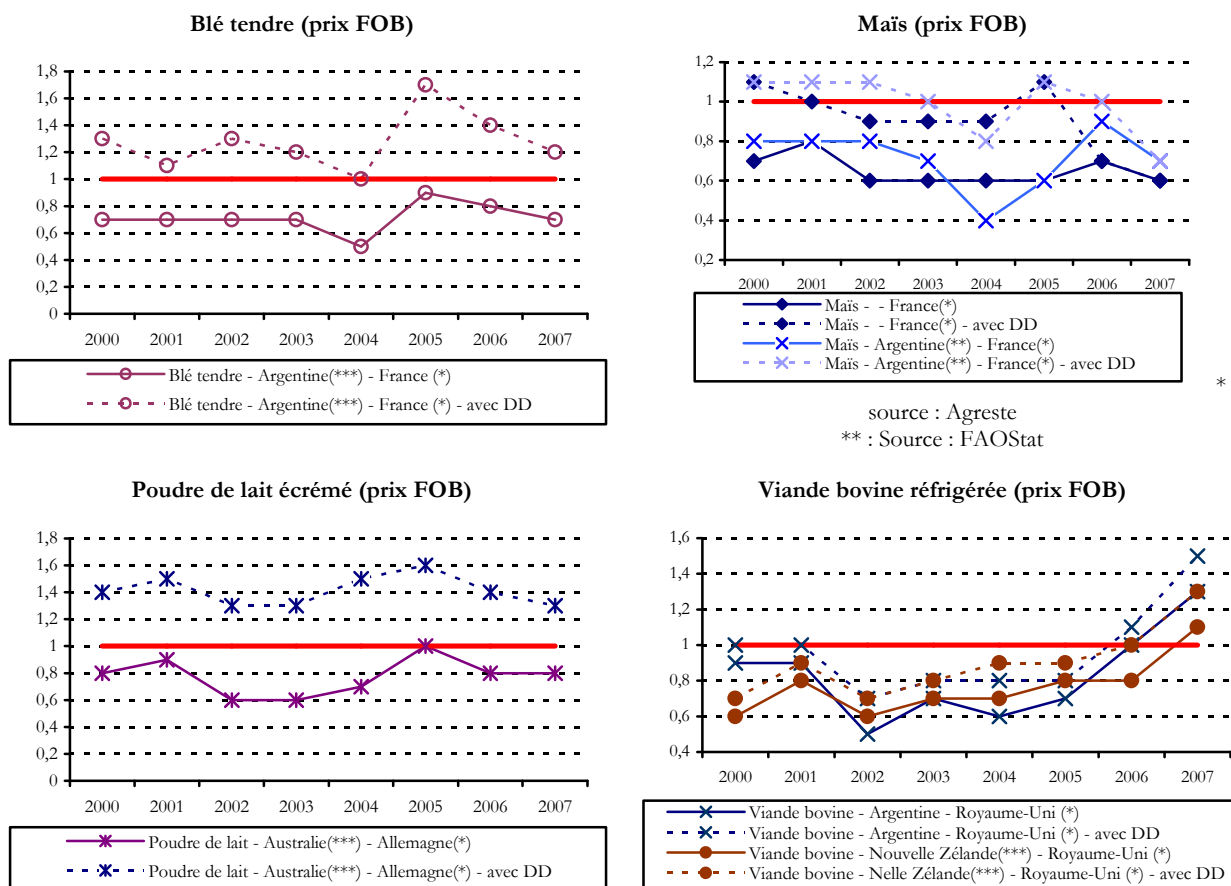 Blé tendre (prix FOB)
1,8
1,6
1,4
1,2
1
0,8
0,6
0,4
0,2
0
2000 2001 2002 2003 2004 2005 2006 2007
Blé tendre - Argentine(***) - France (*)
Blé tendre - Argentine(***) - France (*) - avec DD
Maïs (prix FOB)
1,2
1
0,8
0,6
0,4
0,2
2000 2001 2002 2003 2004 2005 2006 2007
Maïs - - France(*)
Maïs - - France(*) - avec DD
Maïs - Argentine(**) - France(*)
Maïs - Argentine(**) - France(*) - avec DD
*
source : Agreste
** : Source : FAOStat
Poudre de lait écrémé (prix FOB)
1,8
1,6
1,4
1,2
1
0,8
0,6
0,4
0,2
0
2000 2001 2002 2003 2004 2005 2006 2007
Poudre de lait - Australie(***) - Allemagne(*)
Poudre de lait - Australie(***) - Allemagne(*) - avec DD
Viande bovine réfrigérée (prix FOB)
1,6
1,4
1,2
1
0,8
0,6
0,4
2000 2001 2002 2003 2004 2005 2006 2007
Viande bovine - Argentine - Royaume-Uni (*)
Viande bovine - Argentine - Royaume-Uni (*) - avec DD
Viande bovine - Nouvelle Zélande(***) - Royaume-Uni (*)
Viande bovine - Nelle Zélande(***) - Royaume-Uni (*) - avec DD